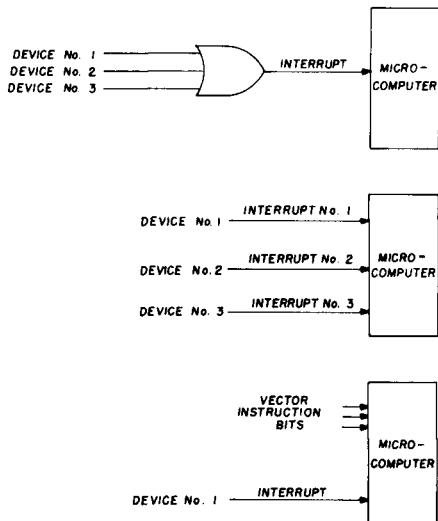 DEVICE No. 1
DEVICE No. 2
DEVICE No. 3
INTERRUPT
MICRO-
COMPUTER
INTERRUPT No. 1
DEVICE No. 1
INTERRUPT No. 2
DEVICE No. 2
INTERRUPT No. 3
DEVICE No. 3
MICRO-
COMPUTER
VECTOR
INSTRUCTION
BITS
MICRO-
COMPUTER
DEVICE No. 1
INTERRUPT